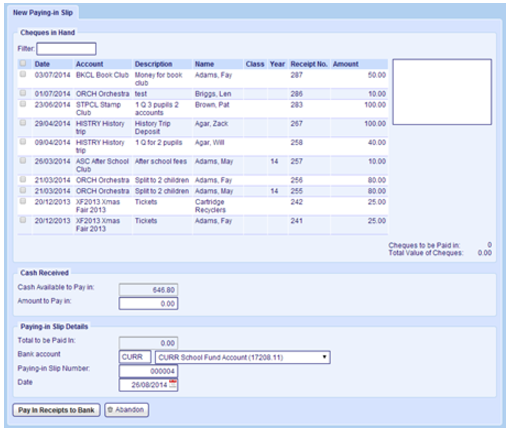 New Paying-in Slip
Cheques in Hand
Filter:
Date Account Description Name Class Year Receipt No. Amount
03/07/2014 BKCL Book Club Money for book club Adams, Fay 287 50.00
01/07/2014 ORCH Orchestra test Briggs, Len 286 10.00
23/06/2014 STPCL Stamp Club 1 Q 3 pupils 2 accounts Brown, Pat 283 100.00
29/04/2014 HISTRY History trip History Trip Deposit Agar, Zack 267 100.00
09/04/2014 HISTRY History trip 1 Q for 2 pupils Agar, Will 258 40.00
26/03/2014 ASC After School Club After school fees Adams, May 14 257 10.00
21/03/2014 ORCH Orchestra Split to 2 children Adams, Fay 256 80.00
21/03/2014 ORCH Orchestra Split to 2 children Adams, May 14 255 80.00
20/12/2013 XF2013 Xmas Fair 2013 Tickets Cartridge Recyclers 242 25.00
20/12/2013 XF2013 Xmas Fair 2013 Tickets Adams, Fay 241 25.00
Cheques to be Paid in: 0
Total Value of Cheques: 0.00
Cash Received
Cash Available to Pay in: 646.80
Amount to Pay in: 0.00
Paying-in Slip Details
Total to be Paid In: 0.00
Bank account CURR CURR School Fund Account (17208.11)
Paying-in Slip Number: 000004
Date 26/08/2014
Pay In Receipts to Bank Abandon